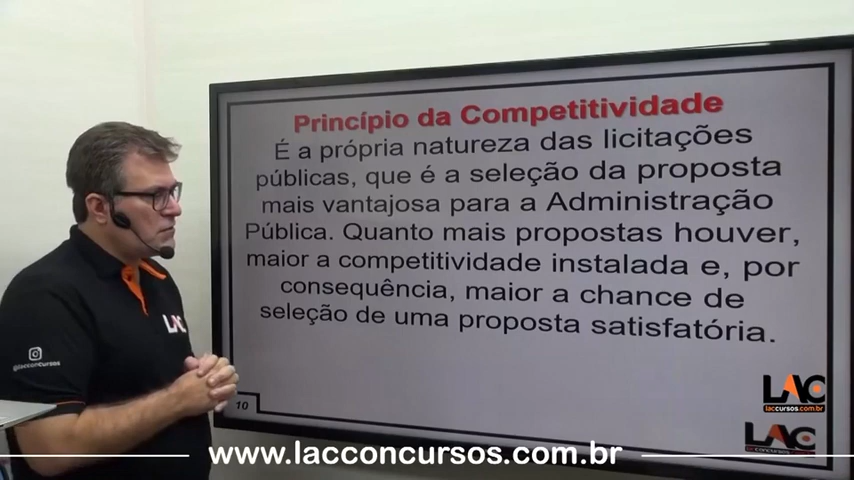 Princípio da Competitividade
É a própria natureza das licitações
públicas, que é a seleção da proposta
mais vantajosa para a Administração
Pública. Quanto mais propostas houver,
maior a competitividade instalada e, por
consequência, maior a chance de
seleção de uma proposta satisfatória.
10
LAC
@lacconcursos
LAC
laccursos.com.br
LAC
www.lacconcursos.com.br